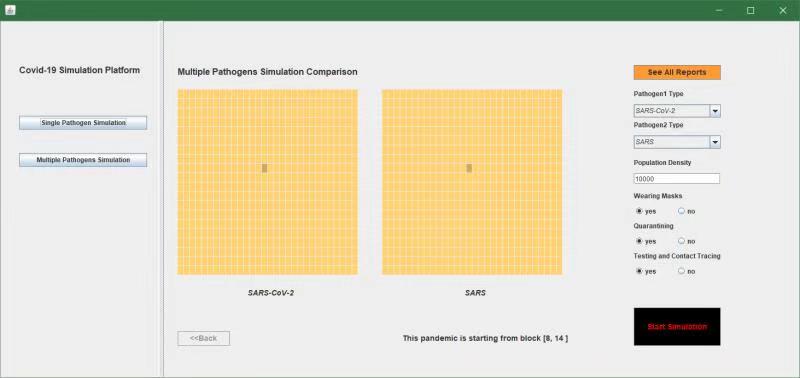 Covid-19 Simulation Platform
Single Pathogen Simulation
Multiple Pathogens Simulation
Multiple Pathogens Simulation Comparison
SARS-CoV-2
SARS
<<Back
This pandemic is starting from block [8, 14 ]
See All Reports
Pathogen1 Type
SARS-CoV-2
Pathogen2 Type
SARS
Population Density
10000
Wearing Masks
yes no
Quarantining
yes no
Testing and Contact Tracing
yes no
Start Simulation